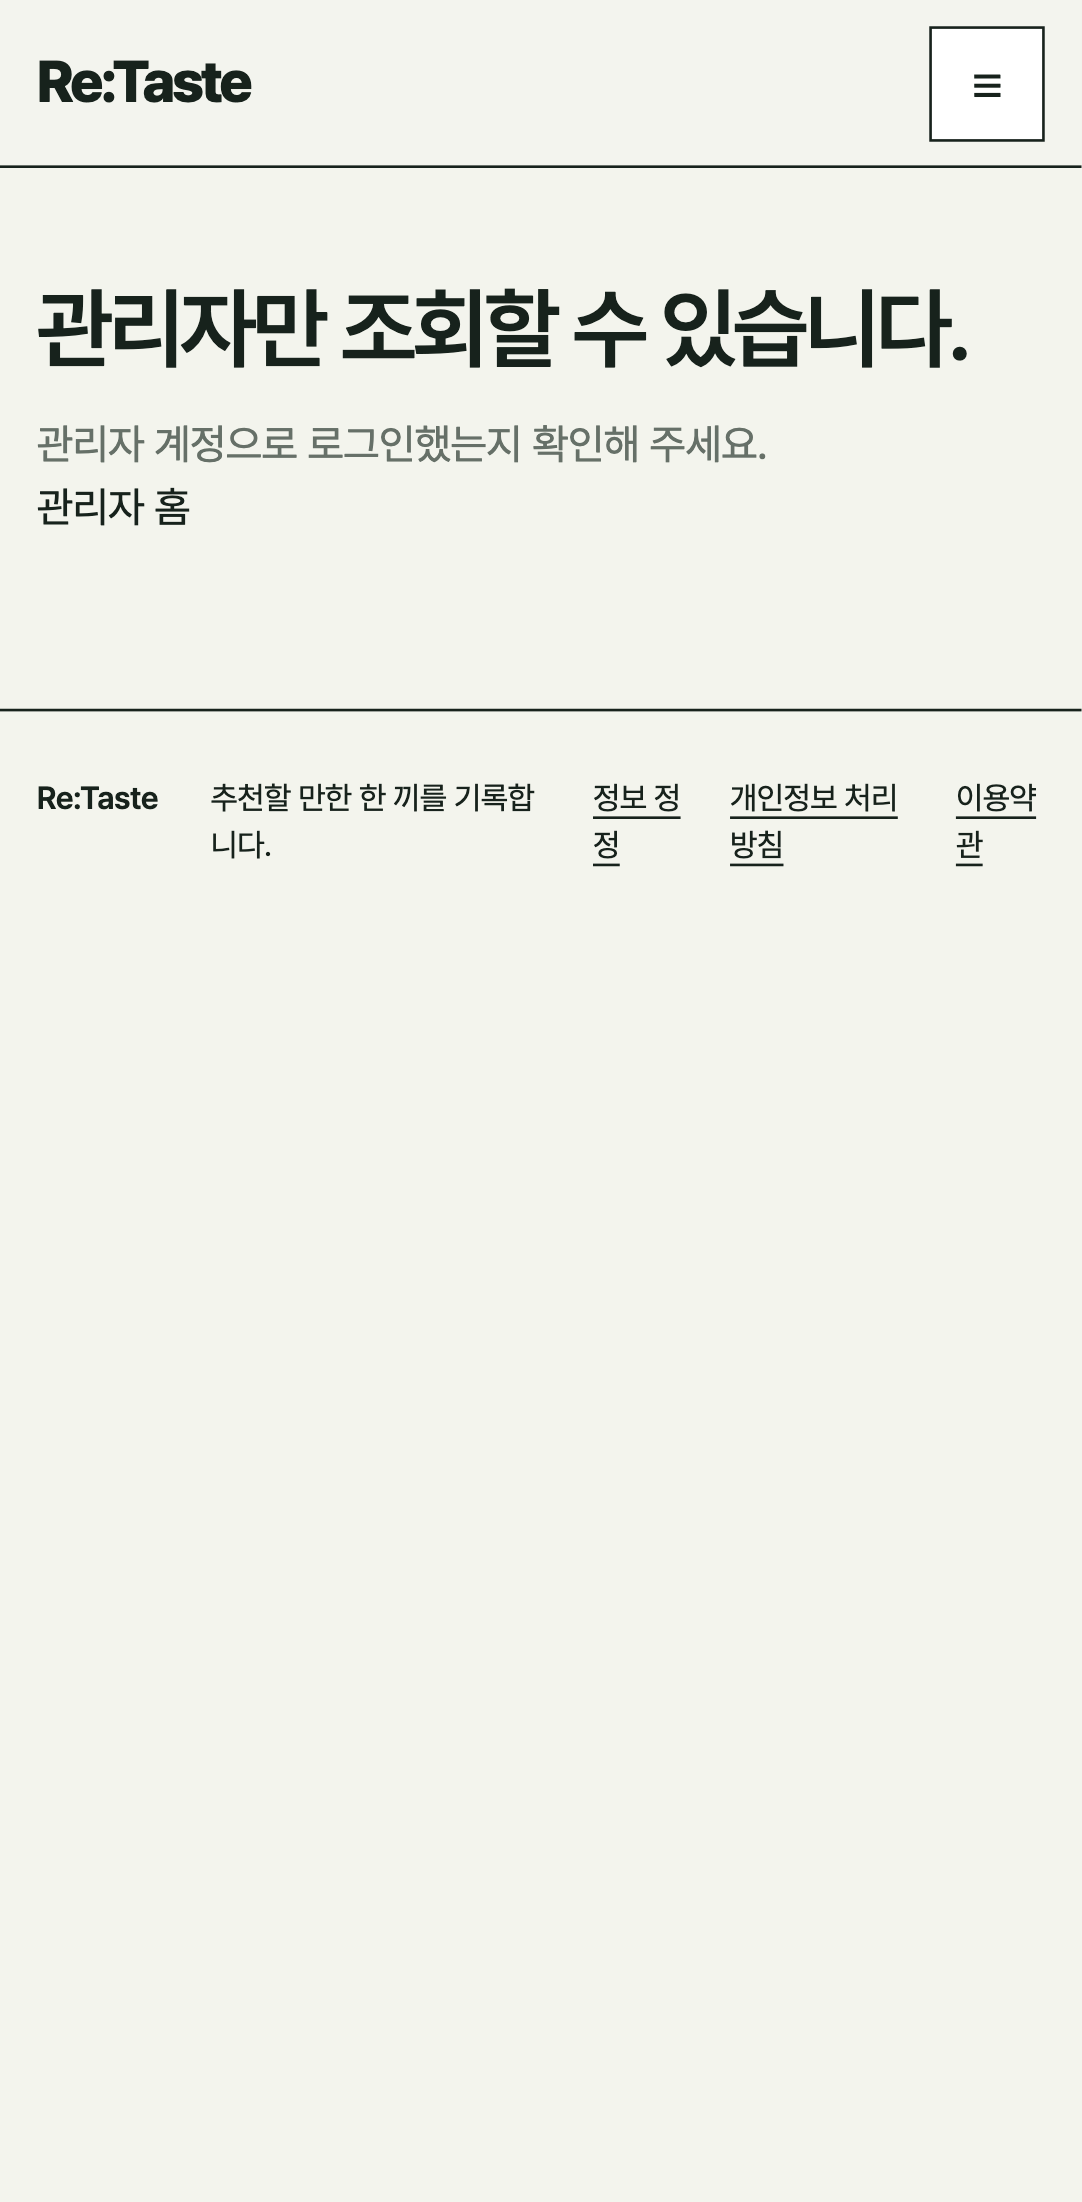 Re:Taste
관리자만 조회할 수 있습니다.
관리자 계정으로 로그인했는지 확인해 주세요.
관리자 홈
Re:Taste
추천할 만한 한 끼를 기록합
니다.
정보 정
정
개인정보 처리
방침
이용약
관